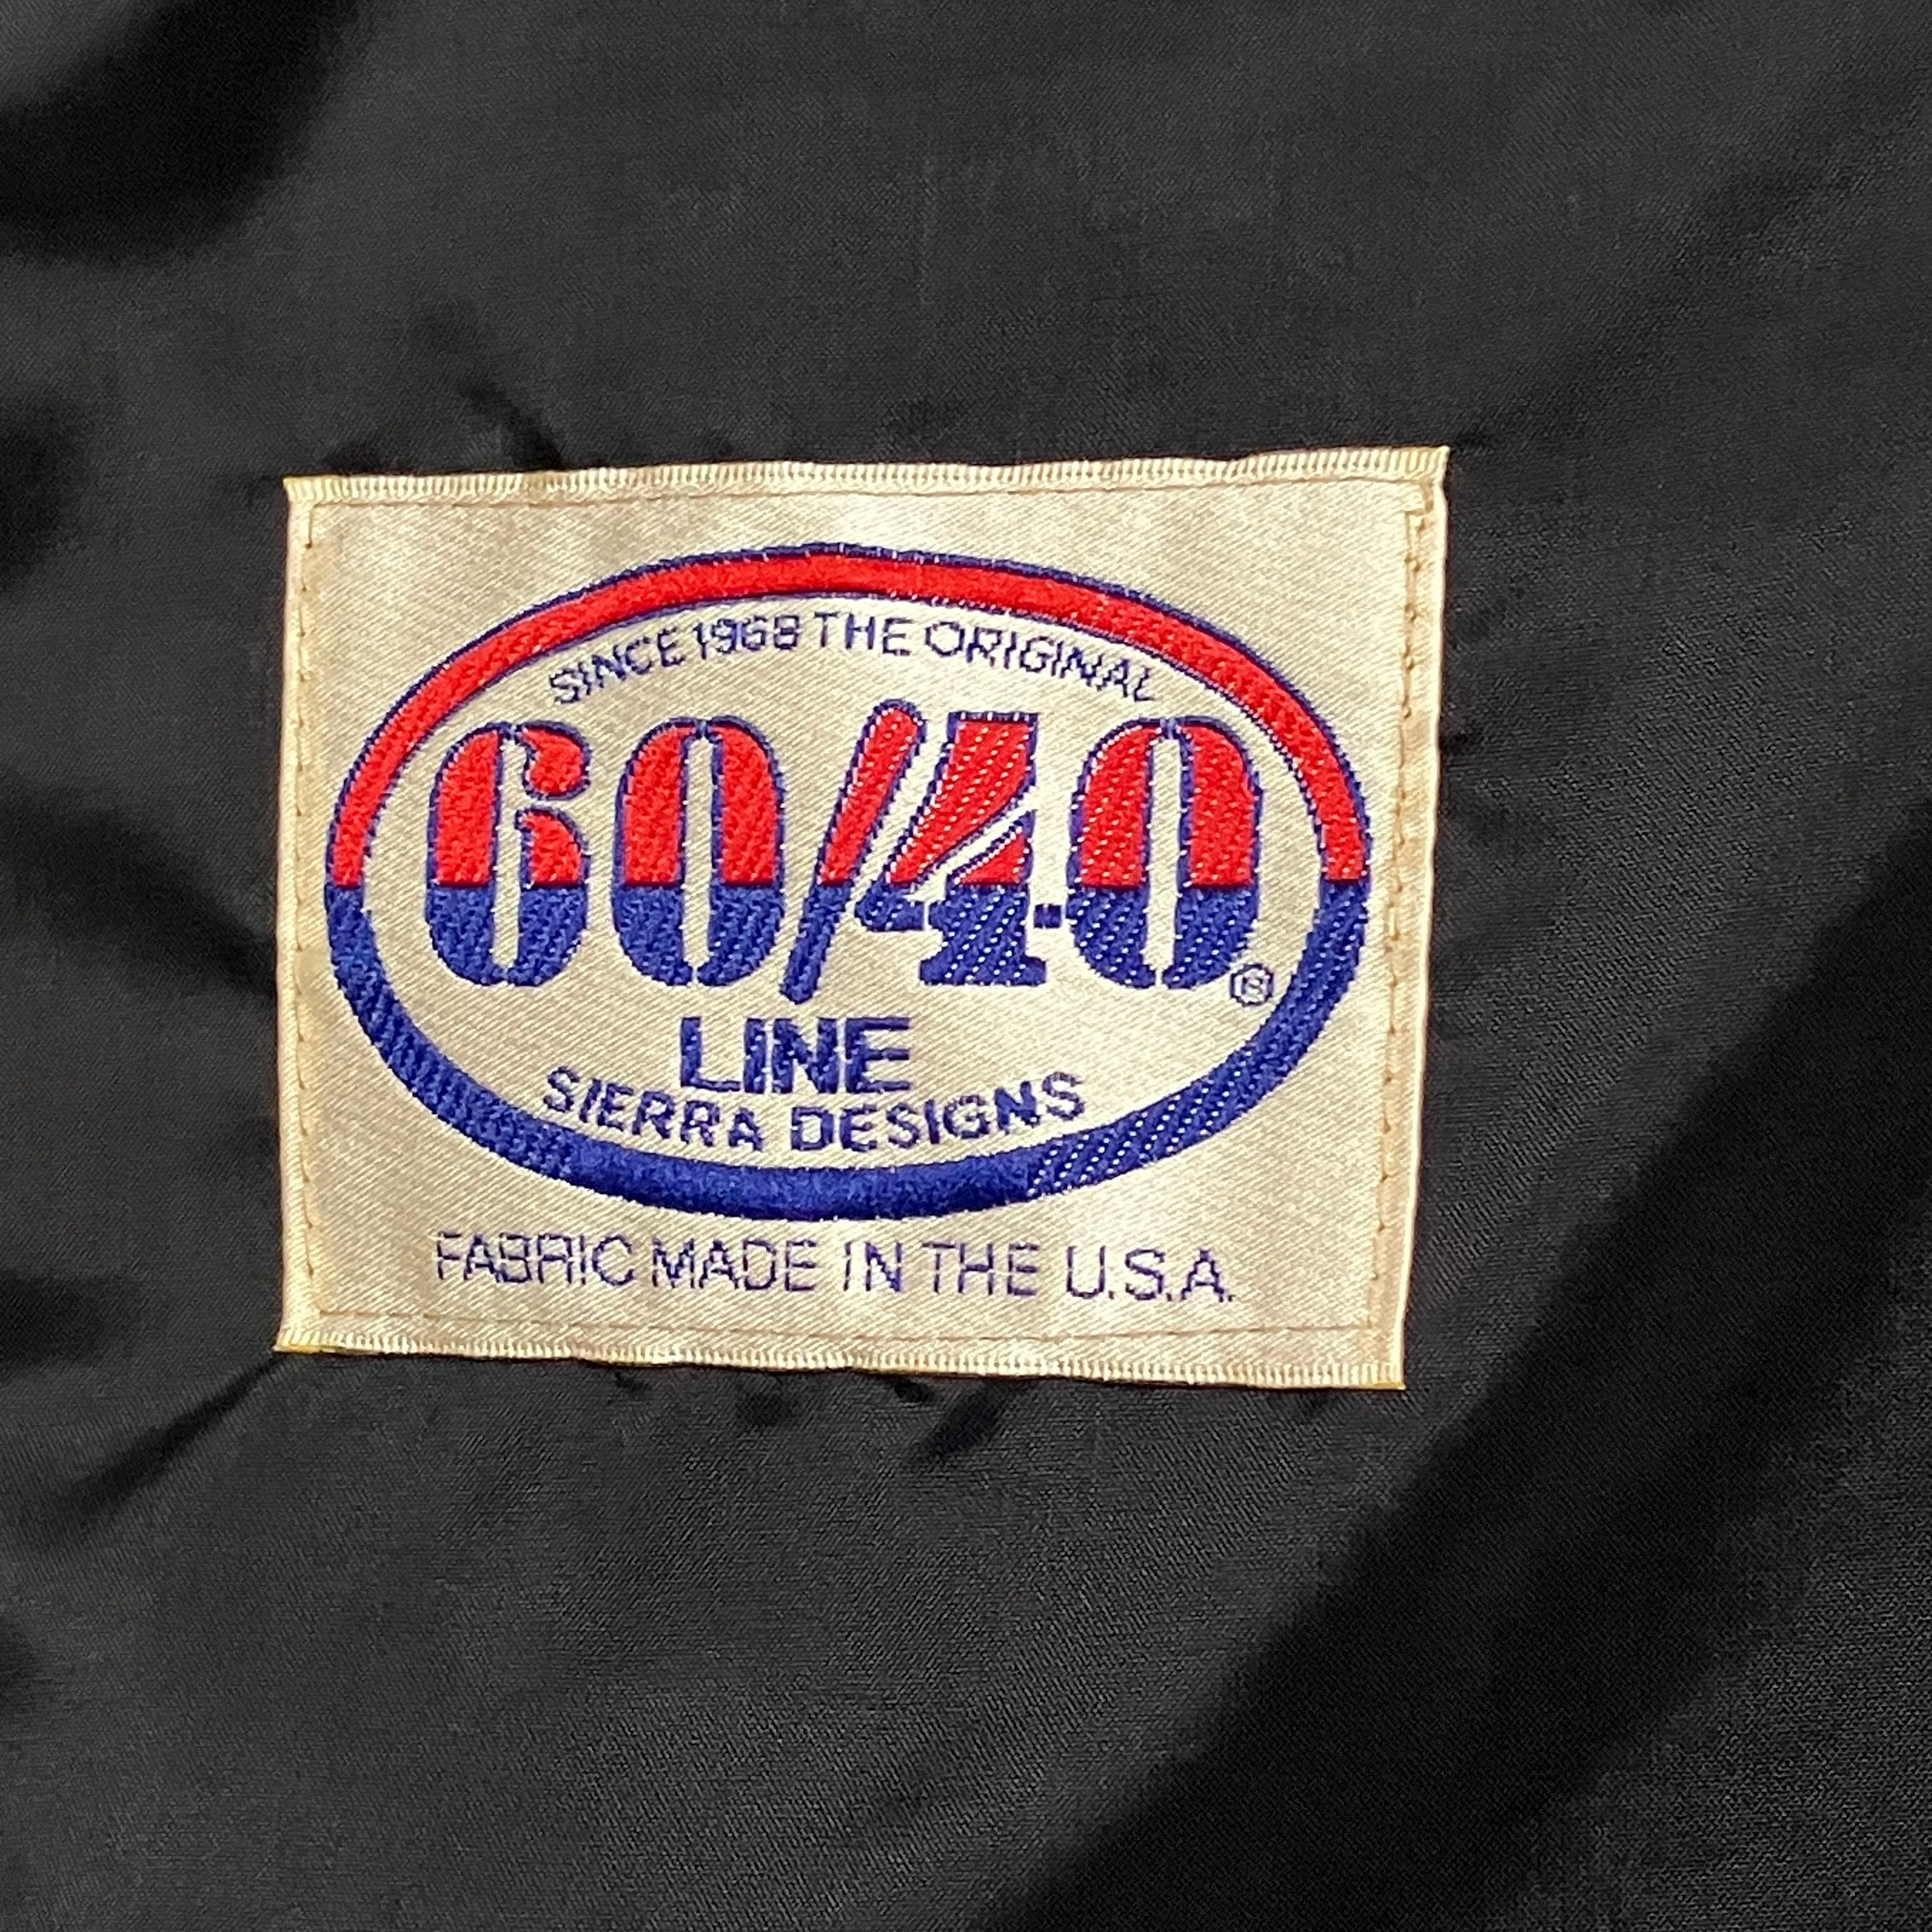 SINCE 1968 THE ORIGINAL
60/40®
LINE
SIERRA DESIGNS
FABRIC MADE IN THE U.S.A.